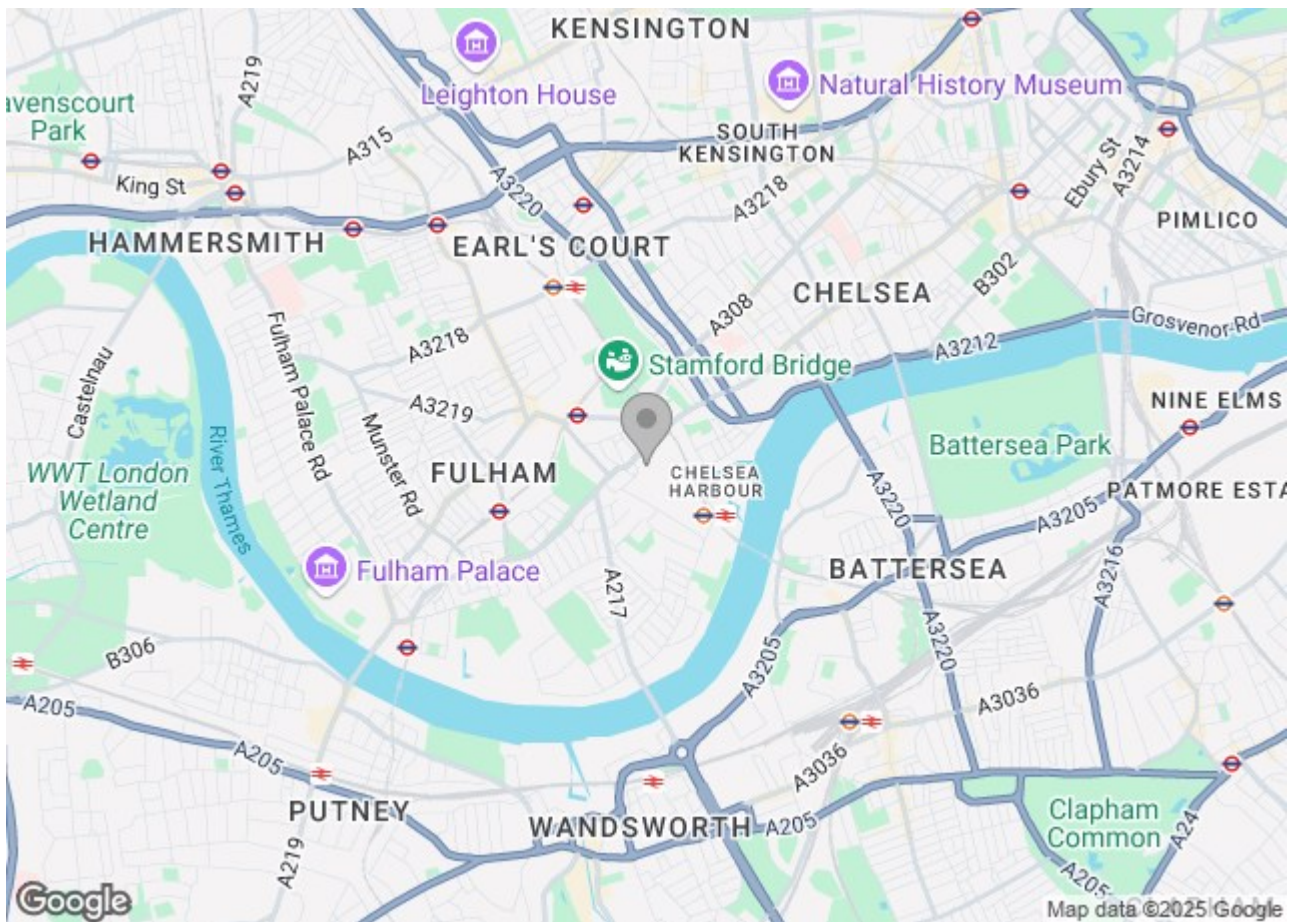 KENSINGTON
A219
Leighton House
Natural History Museum
avenscourt
Park
A315
SOUTH
KENSINGTON
Ebury St
A3214
King St
A3220
A3218
PIMLICO
HAMMERSMITH
EARL'S COURT
B302
CHELSEA
A308
Grosvenor Rd
A3212
Fulham Palace Rd
A3218
Castelnau
Stamford Bridge
A3219
NINE ELMS
Munster Rd
River Thames
Battersea Park
WWT London
Wetland
Centre
FULHAM
CHELSEA
HARBOUR
A3220
PATMORE ESTA
A3205
A3216
Fulham Palace
A217
BATTERSEA
B306
A3220
A3205
A205
A3036
A205
A3036
PUTNEY
WANDSWORTH
A205
Clapham
Common
A24
A219
A205
Google
Map data ©2025 Google